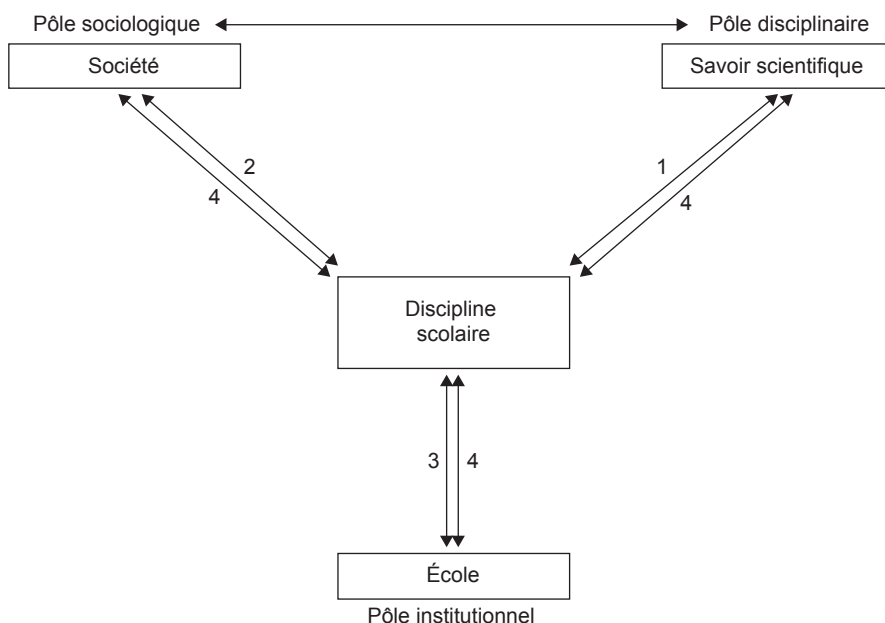 Pôle sociologique
Pôle disciplinaire
Société
Savoir scientifique
2
1
4
4
Discipline
scolaire
3
4
École
Pôle institutionnel